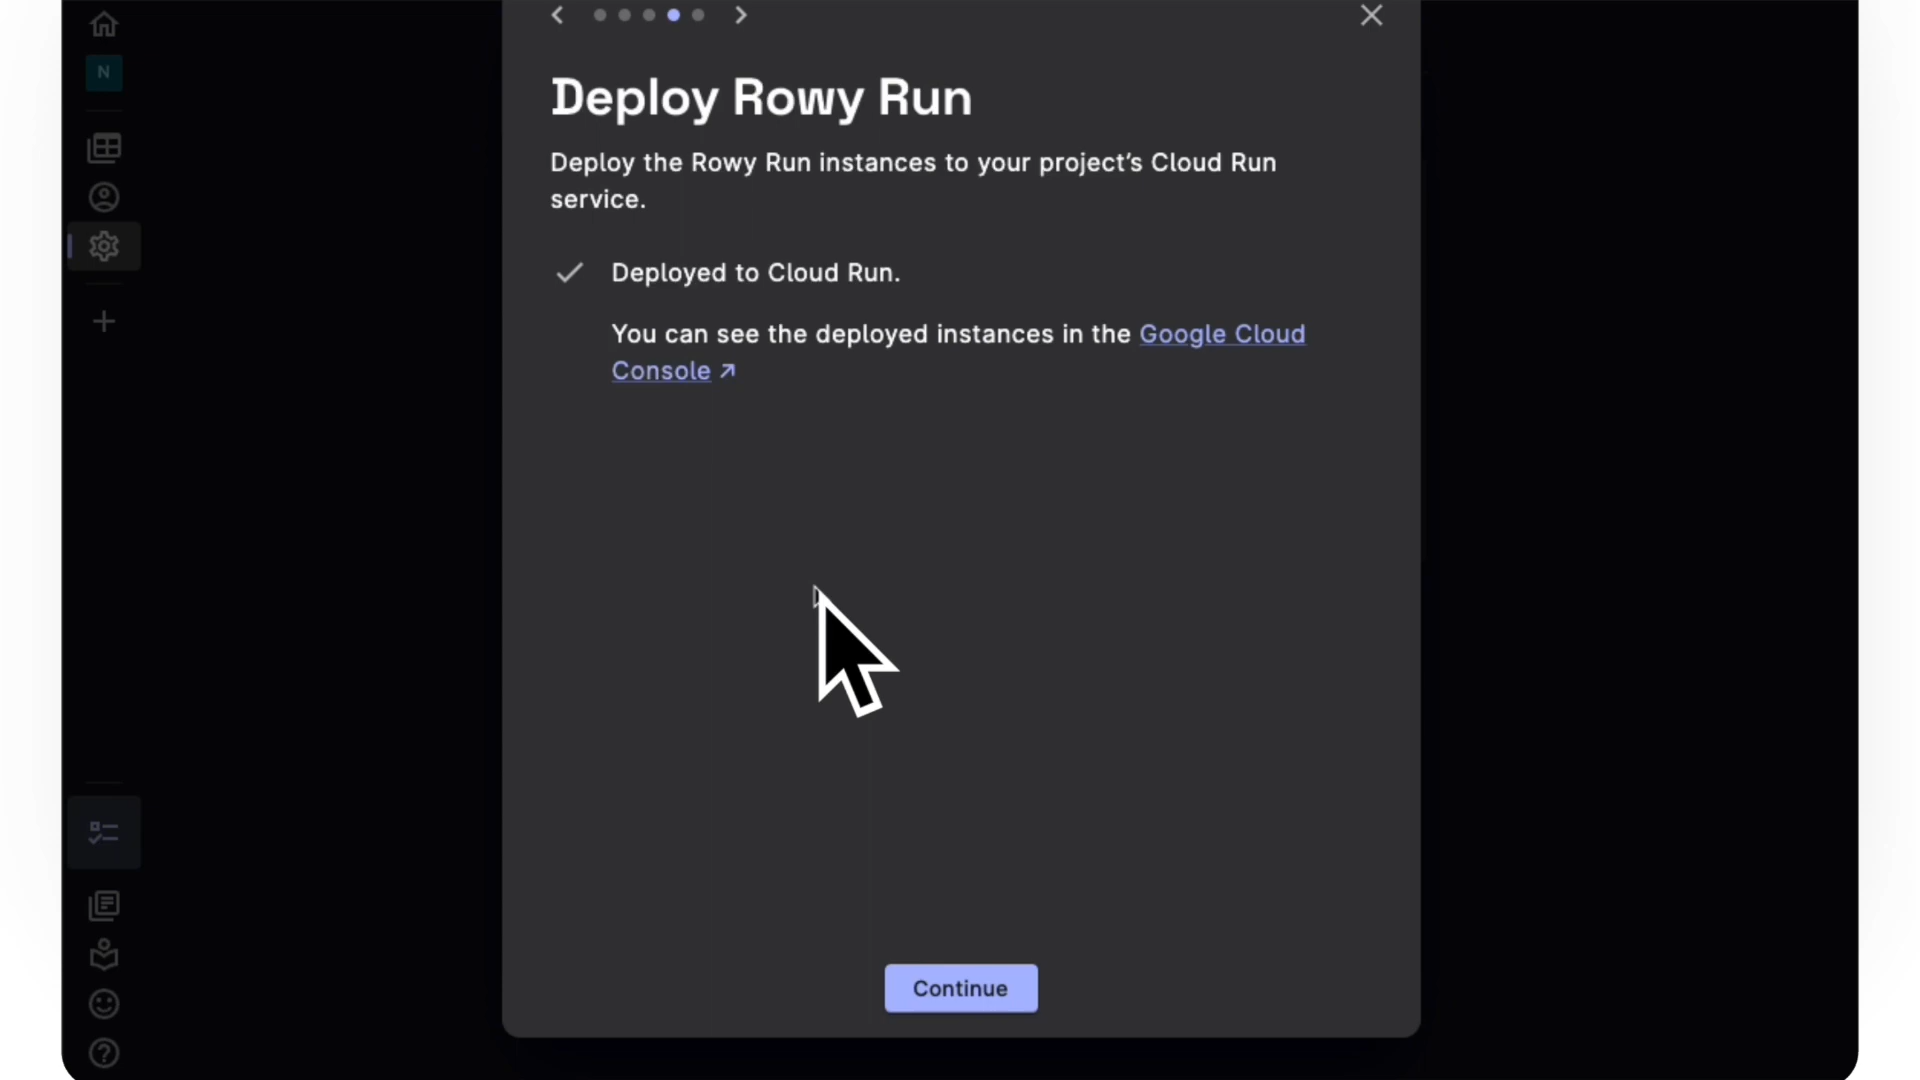 N
Deploy Rowy Run
Deploy the Rowy Run instances to your project’s Cloud Run
service.
Deployed to Cloud Run.
You can see the deployed instances in the Google Cloud
Console ↗
Continue